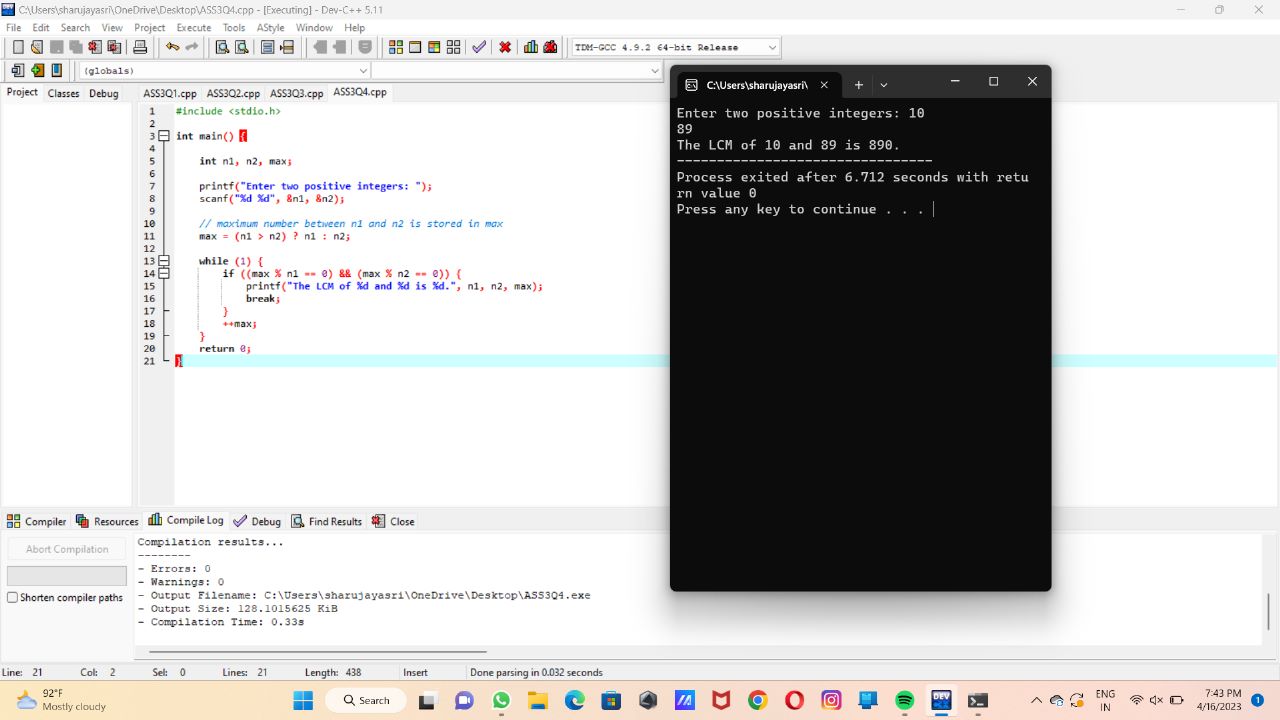 C:\Users\sharujayasri\OneDrive\Desktop\ASS3Q4.cpp - [Executing] - Dev-C++ 5.11
File Edit Search View Project Execute Tools AStyle Window Help
TDM-GCC 4.9.2 64-bit Release
(globals)
Project Classes Debug
ASS3Q1.cpp ASS3Q2.cpp ASS3Q3.cpp ASS3Q4.cpp
1 #include <stdio.h>
2
3 int main() {
4
5 int n1, n2, max;
6
7 printf("Enter two positive integers: ");
8 scanf("%d %d", &n1, &n2);
9
10 // maximum number between n1 and n2 is stored in max
11 max = (n1 > n2) ? n1 : n2;
12
13 while (1) {
14 if ((max % n1 == 0) && (max % n2 == 0)) {
15 printf("The LCM of %d and %d is %d.", n1, n2, max);
16 break;
17 }
18 ++max;
19 }
20 return 0;
21 }
C:\Users\sharujayasri\
Enter two positive integers: 10
89
The LCM of 10 and 89 is 890.
--------------------------------
Process exited after 6.712 seconds with retu
rn value 0
Press any key to continue . . .
Compiler Resources Compile Log Debug Find Results Close
Abort Compilation
Shorten compiler paths
Compilation results...
--------
- Errors: 0
- Warnings: 0
- Output Filename: C:\Users\sharujayasri\OneDrive\Desktop\ASS3Q4.exe
- Output Size: 128.1015625 KiB
- Compilation Time: 0.33s
Line: 21 Col: 2 Sel: 0 Lines: 21 Length: 438 Insert Done parsing in 0.032 seconds
92°F
Mostly cloudy
Search
DEV
C++
ENG
IN
7:43 PM
4/16/2023
1